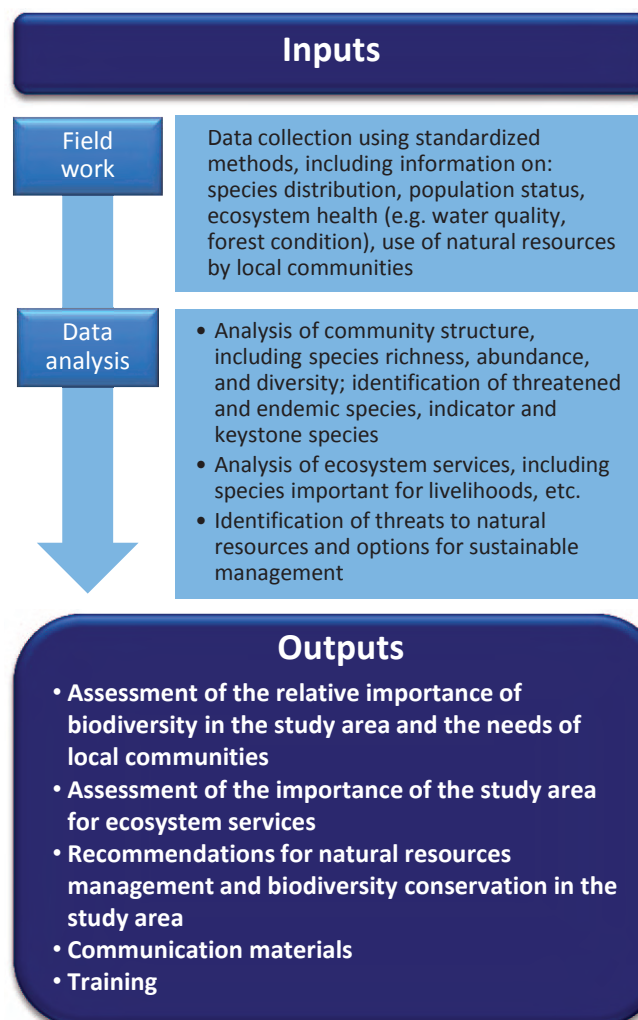 Inputs
Field
work
Data collection using standardized
methods, including information on:
species distribution, population status,
ecosystem health (e.g. water quality,
forest condition), use of natural resources
by local communities
Data
analysis
• Analysis of community structure,
including species richness, abundance,
and diversity; identification of threatened
and endemic species, indicator and
keystone species
• Analysis of ecosystem services, including
species important for livelihoods, etc.
• Identification of threats to natural
resources and options for sustainable
management
Outputs
• Assessment of the relative importance of
biodiversity in the study area and the needs of
local communities
• Assessment of the importance of the study area
for ecosystem services
• Recommendations for natural resources
management and biodiversity conservation in the
study area
• Communication materials
• Training